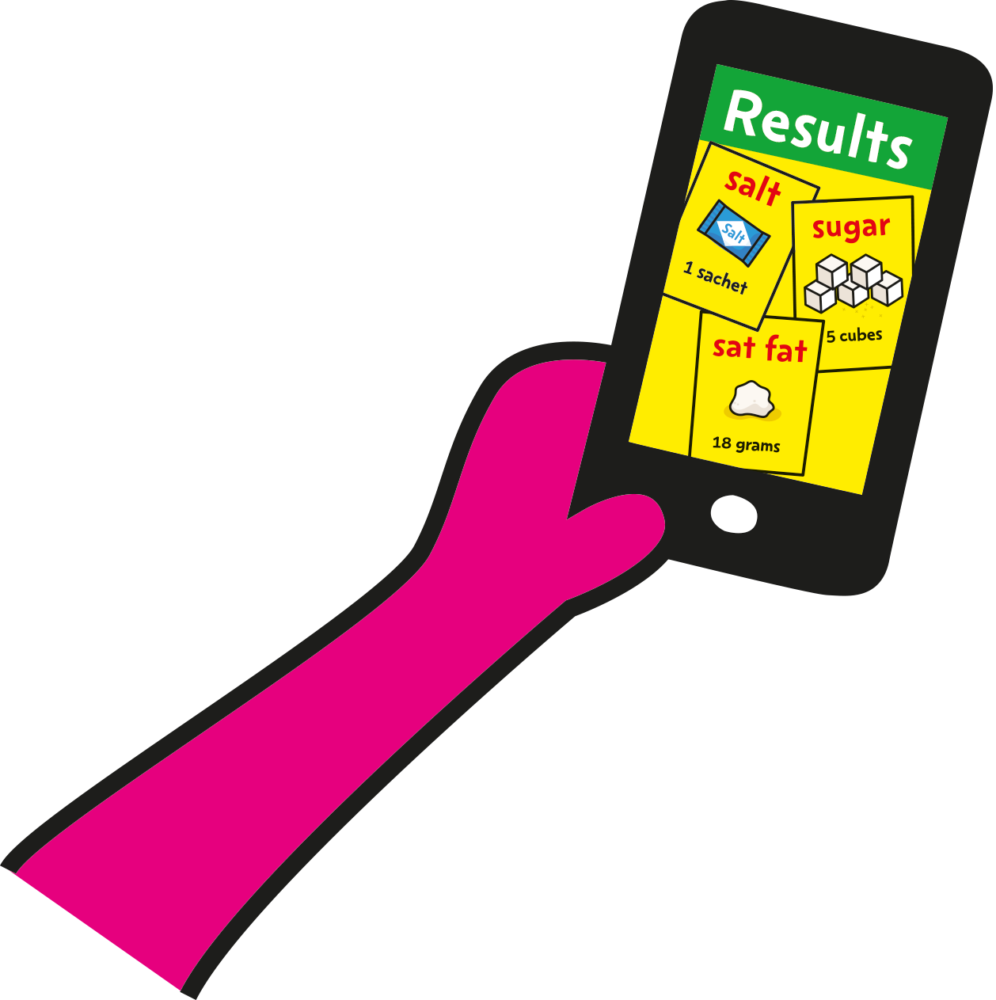 Results
salt
Salt
1 sachet
sugar
5 cubes
sat fat
18 grams